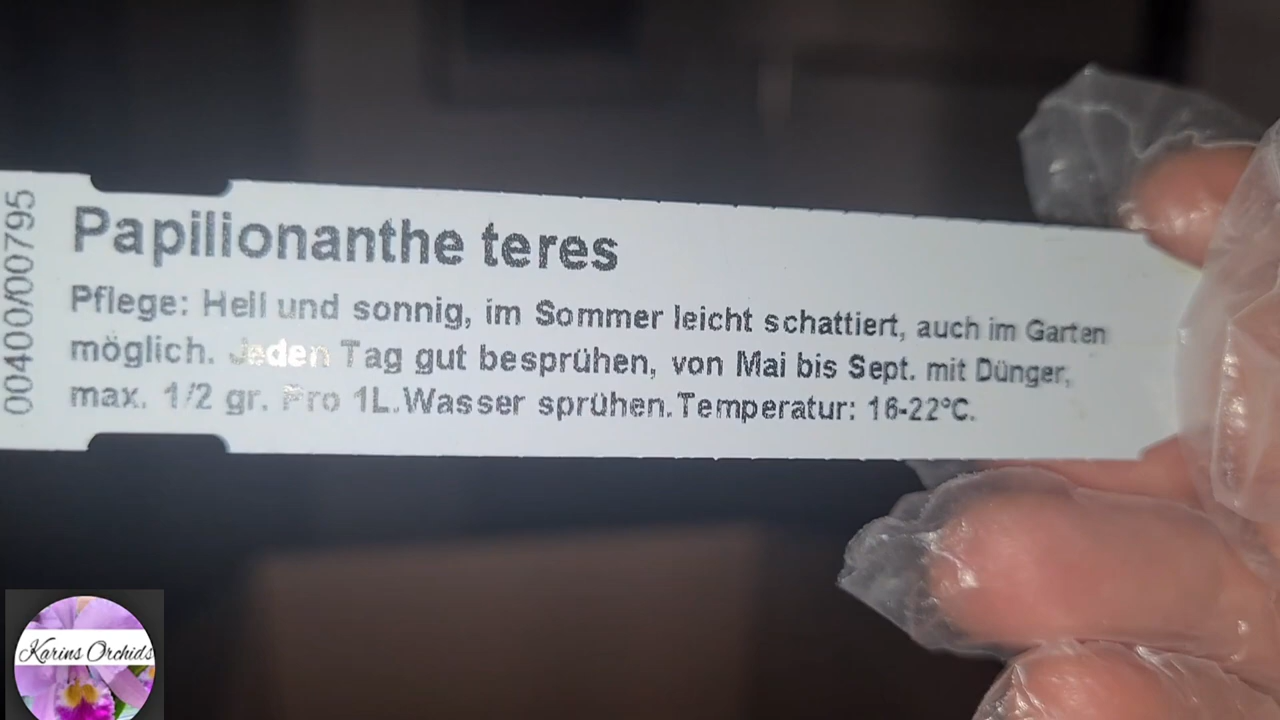 00400/00795
Papilionanthe teres
Pflege: Hell und sonnig, im Sommer leicht schattiert, auch im Garten
möglich. Jeden Tag gut besprühen, von Mai bis Sept. mit Dünger,
max. 1/2 gr. Pro 1L.Wasser sprühen.Temperatur: 16-22°C.
Karins Orchids